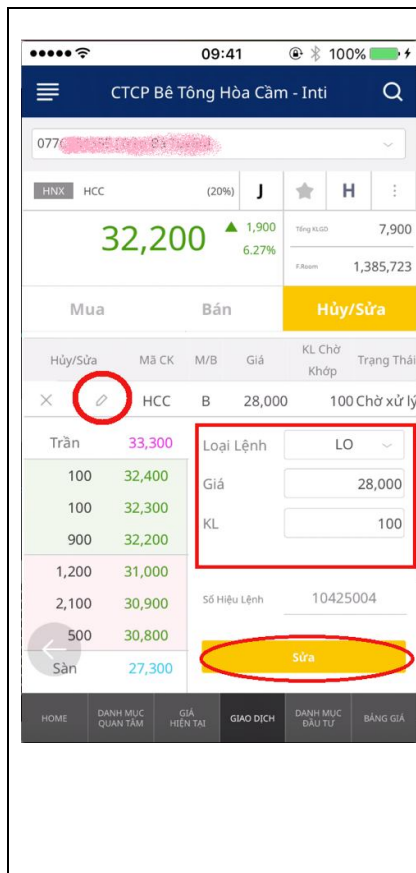 09:41
100%
CTCP Bê Tông Hòa Cầm - Inti
077
HNX HCC (20%) J H
32,200 ▲ 1,900
6.27%
Tổng KLGD 7,900
F.Room 1,385,723
Mua Bán Hủy/Sửa
Hủy/Sửa Mã CK M/B Giá KL Chờ Khớp Trạng Thái
HCC B 28,000 100 Chờ xử lý
Trần 33,300
100 32,400
100 32,300
900 32,200
1,200 31,000
2,100 30,900
500 30,800
Sàn 27,300
Loại Lệnh LO
Giá 28,000
KL 100
Số Hiệu Lệnh 10425004
Sửa
HOME DANH MỤC QUAN TÂM GIÁ HIỆN TẠI GIAO DỊCH DANH MỤC ĐẦU TƯ BẢNG GIÁ